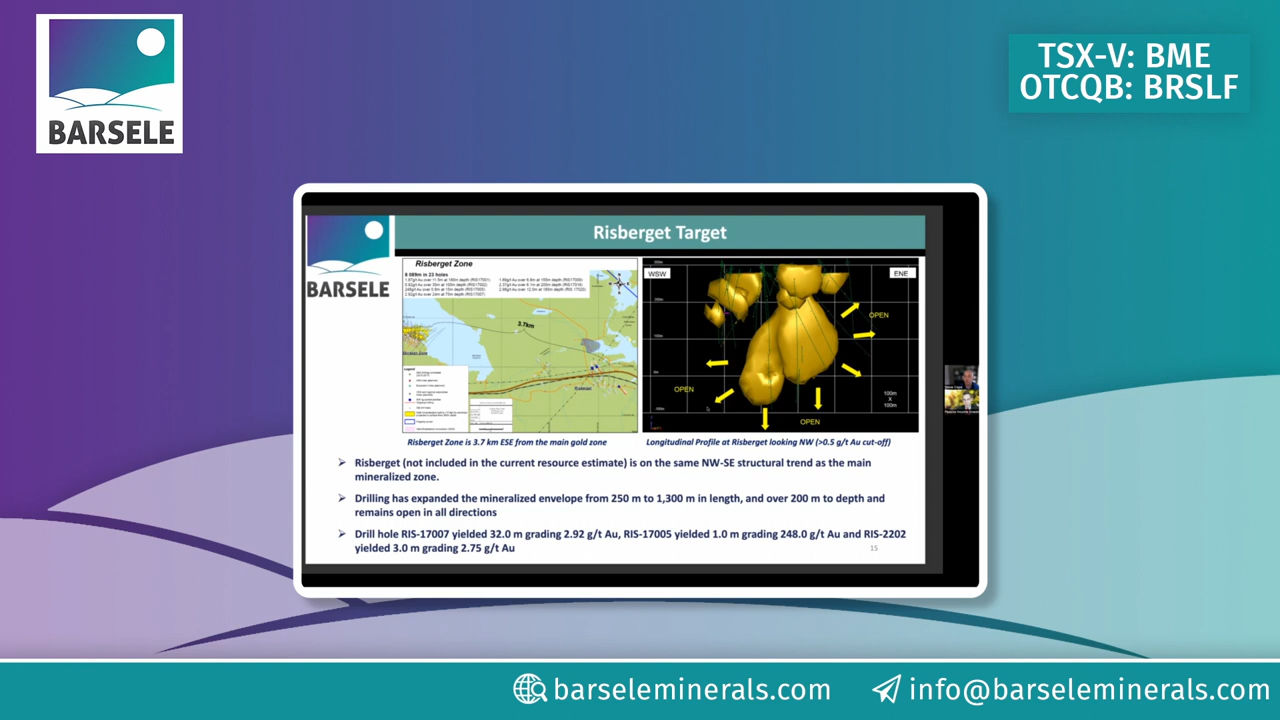 BARSELE
TSX-V: BME
OTCQB: BRSLF
BARSELE
Risberget Target
Risberget Zone
3.7km
WSW
ENE
OPEN
OPEN
OPEN
100m
X
100m
Risberget Zone is 3.7 km ESE from the main gold zone
Longitudinal Profile at Risberget looking NW (>0.5 g/t Au cut-off)
➢ Risberget (not included in the current resource estimate) is on the same NW-SE structural trend as the main
mineralized zone.
➢ Drilling has expanded the mineralized envelope from 250 m to 1,300 m in length, and over 200 m to depth and
remains open in all directions
➢ Drill hole RIS-17007 yielded 32.0 m grading 2.92 g/t Au, RIS-17005 yielded 1.0 m grading 248.0 g/t Au and RIS-2202
yielded 3.0 m grading 2.75 g/t Au
15
barseleminerals.com
info@barseleminerals.com